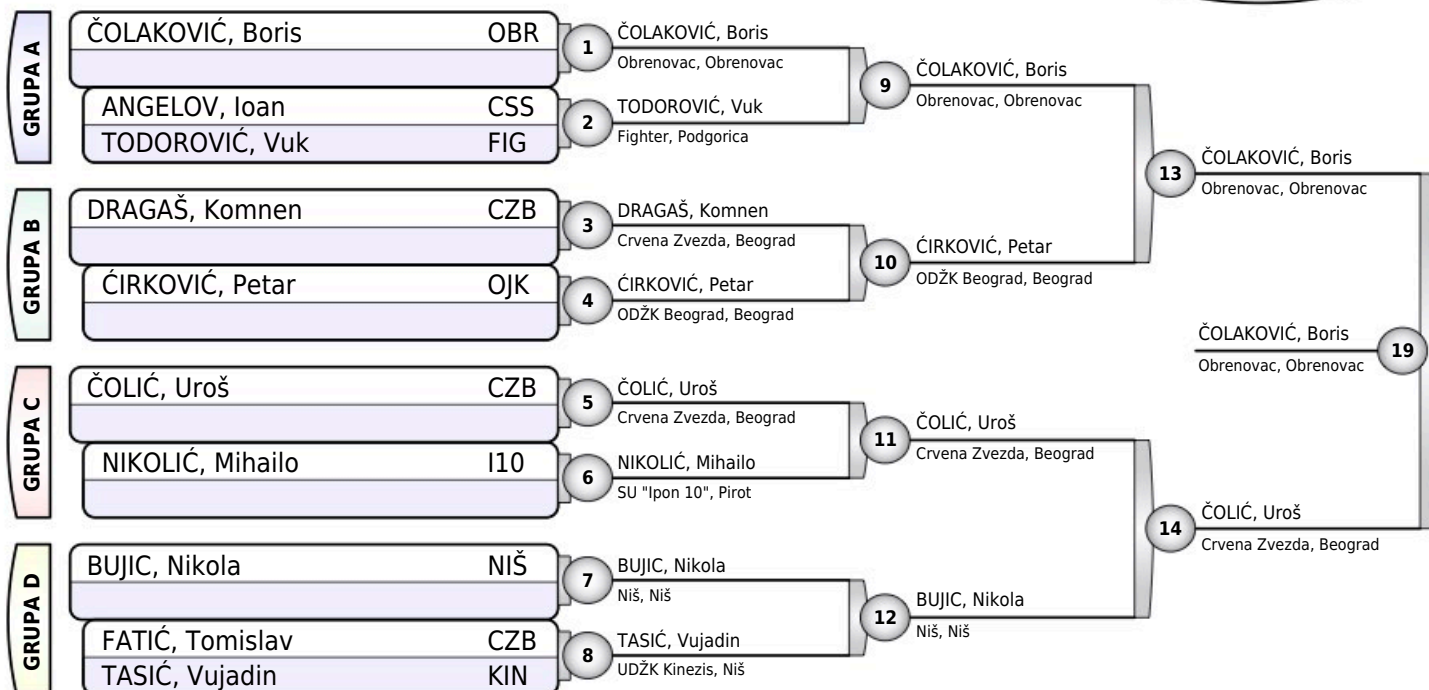 GRUPA A
ČOLAKOVIĆ, Boris OBR
ANGELOV, Ioan CSS
TODOROVIĆ, Vuk FIG
1
ČOLAKOVIĆ, Boris
Obrenovac, Obrenovac
2
TODOROVIĆ, Vuk
Fighter, Podgorica
9
ČOLAKOVIĆ, Boris
Obrenovac, Obrenovac
GRUPA B
DRAGAŠ, Komnen CZB
ĆIRKOVIĆ, Petar OJK
3
DRAGAŠ, Komnen
Crvena Zvezda, Beograd
4
ĆIRKOVIĆ, Petar
ODŽK Beograd, Beograd
10
ĆIRKOVIĆ, Petar
ODŽK Beograd, Beograd
13
ČOLAKOVIĆ, Boris
Obrenovac, Obrenovac
GRUPA C
ČOLIĆ, Uroš CZB
NIKOLIĆ, Mihailo I10
5
ČOLIĆ, Uroš
Crvena Zvezda, Beograd
6
NIKOLIĆ, Mihailo
SU "Ipon 10", Pirot
11
ČOLIĆ, Uroš
Crvena Zvezda, Beograd
GRUPA D
BUJIC, Nikola NIŠ
FATIĆ, Tomislav CZB
TASIĆ, Vujadin KIN
7
BUJIC, Nikola
Niš, Niš
8
TASIĆ, Vujadin
UDŽK Kinezis, Niš
12
BUJIC, Nikola
Niš, Niš
14
ČOLIĆ, Uroš
Crvena Zvezda, Beograd
ČOLAKOVIĆ, Boris
Obrenovac, Obrenovac
19